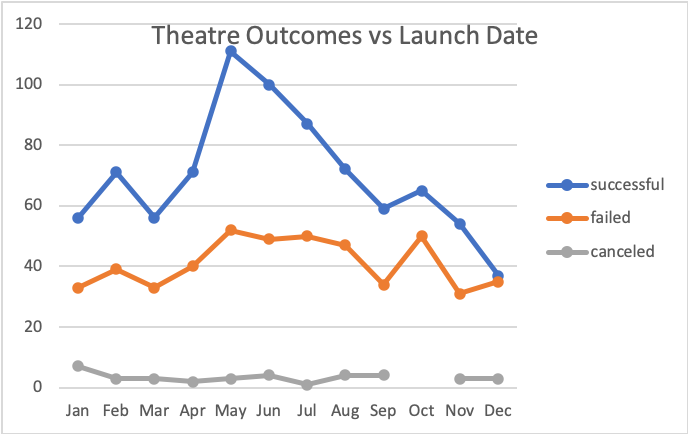 Theatre Outcomes vs Launch Date
120
100
80
60
40
20
0
Jan Feb Mar Apr May Jun Jul Aug Sep Oct Nov Dec
successful
failed
canceled